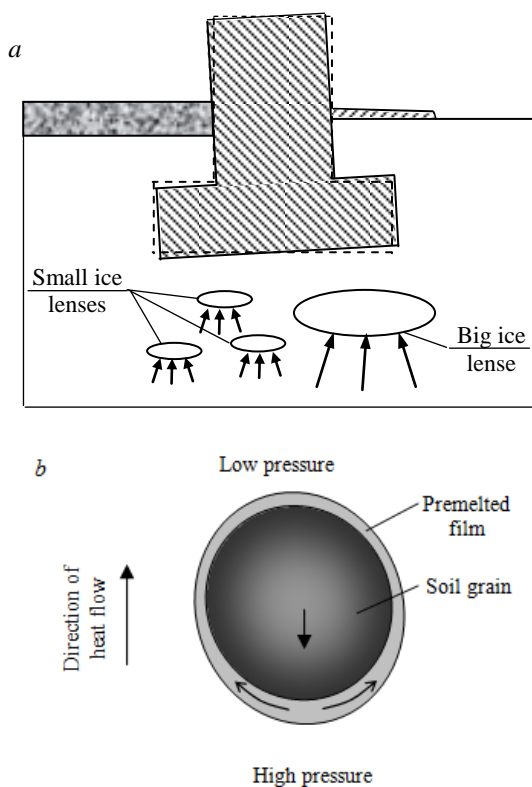 a
Small ice
lenses
Big ice
lense
b
Low pressure
Premelted
film
Direction of
heat flow
Soil grain
High pressure